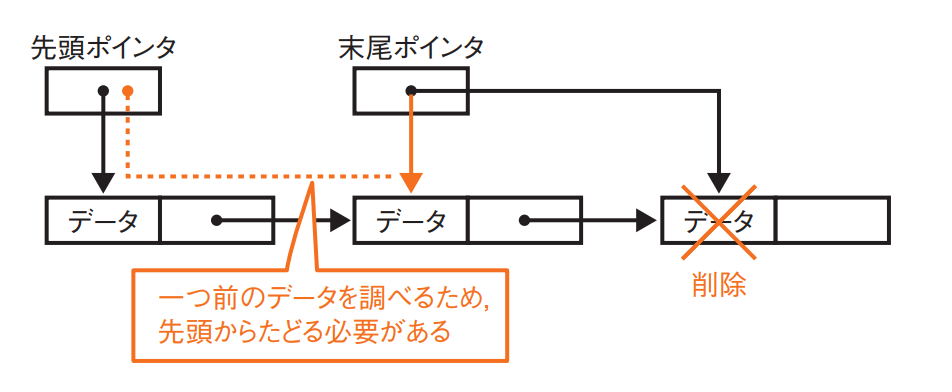 先頭ポインタ
末尾ポインタ
データ
データ
データ
削除
一つ前のデータを調べるため,
先頭からたどる必要がある